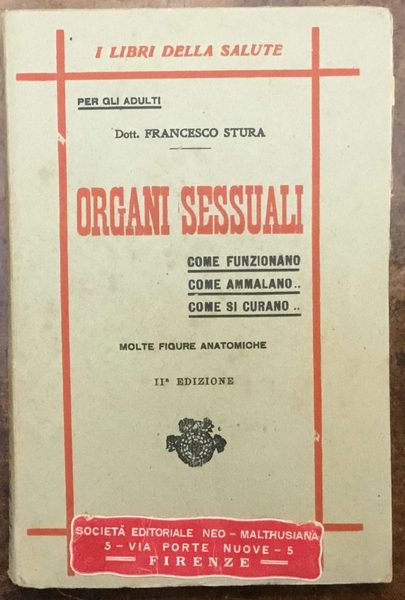 I LIBRI DELLA SALUTE
PER GLI ADULTI
Dott. FRANCESCO STURA
ORGANI SESSUALI
COME FUNZIONANO
COME AMMALANO..
COME SI CURANO ..
MOLTE FIGURE ANATOMICHE
IIª EDIZIONE
SOCIETÀ EDITORIALE NEO - MALTHUSIANA
5 - VIA PORTE NUOVE - 5
FIRENZE